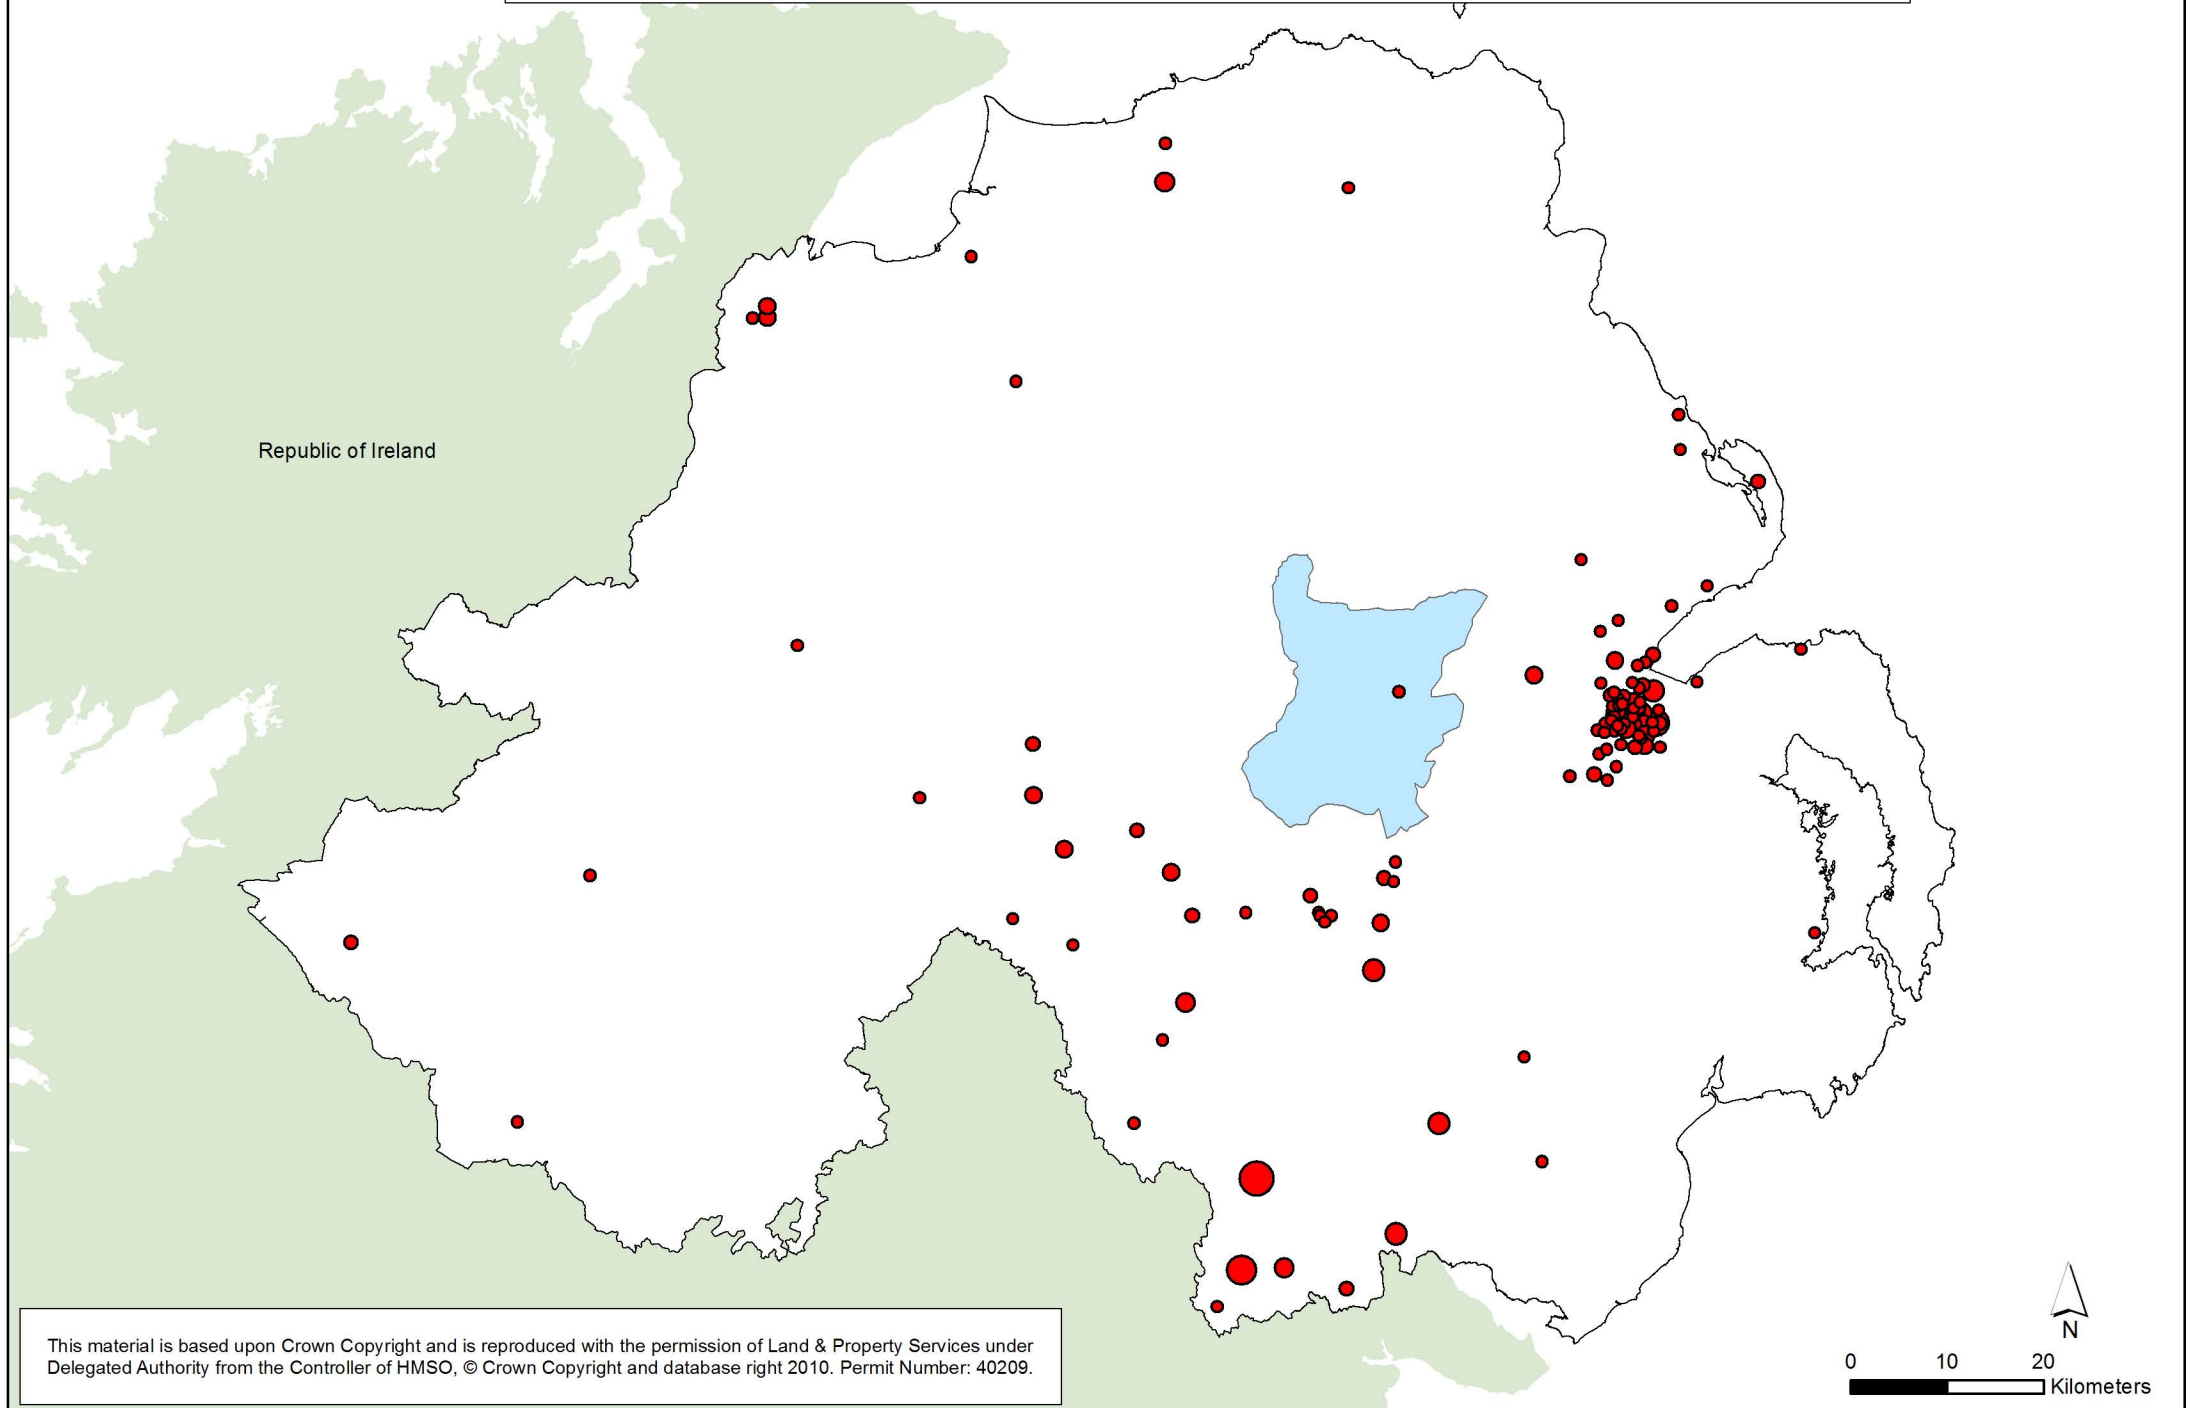 Republic of Ireland
This material is based upon Crown Copyright and is reproduced with the permission of Land & Property Services under
Delegated Authority from the Controller of HMSO, © Crown Copyright and database right 2010. Permit Number: 40209.
N
0 10 20
Kilometers